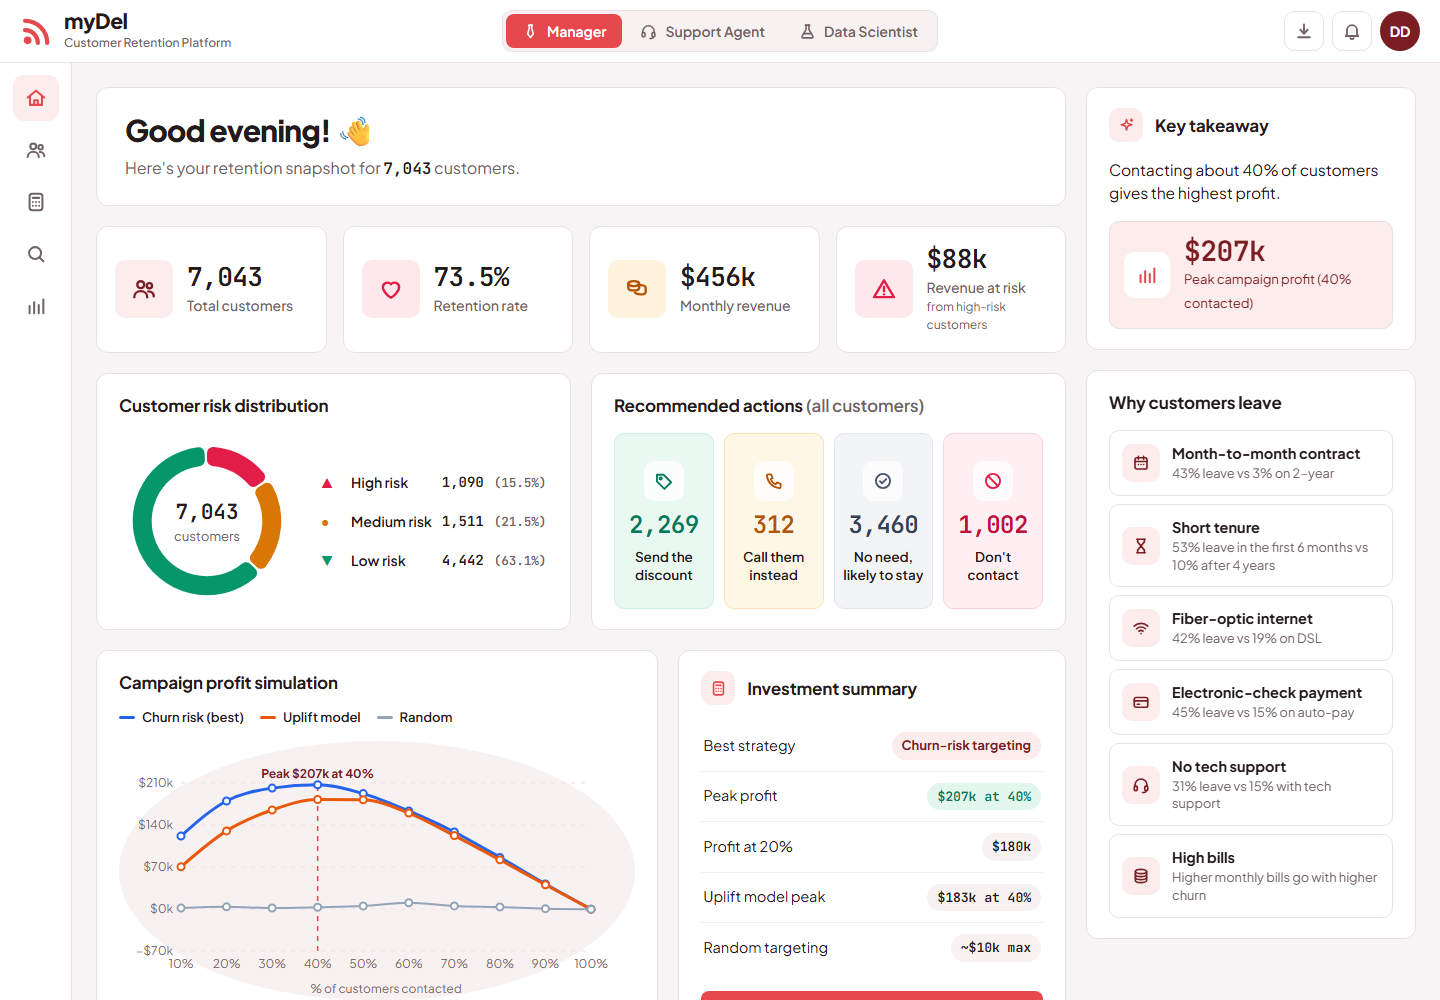 myDel
Customer Retention Platform
Manager
Support Agent
Data Scientist
DD
Good evening! 👋
Here's your retention snapshot for 7,043 customers.
7,043
Total customers
73.5%
Retention rate
$456k
Monthly revenue
$88k
Revenue at risk
from high-risk
customers
Customer risk distribution
7,043
customers
High risk 1,090 (15.5%)
Medium risk 1,511 (21.5%)
Low risk 4,442 (63.1%)
Recommended actions (all customers)
2,269
Send the
discount
312
Call them
instead
3,460
No need,
likely to stay
1,002
Don't
contact
Campaign profit simulation
Churn risk (best)
Uplift model
Random
Peak $207k at 40%
$210k
$140k
$70k
$0k
-$70k
10% 20% 30% 40% 50% 60% 70% 80% 90% 100%
% of customers contacted
Investment summary
Best strategy Churn-risk targeting
Peak profit $207k at 40%
Profit at 20% $180k
Uplift model peak $183k at 40%
Random targeting ~$10k max
Key takeaway
Contacting about 40% of customers
gives the highest profit.
$207k
Peak campaign profit (40%
contacted)
Why customers leave
Month-to-month contract
43% leave vs 3% on 2-year
Short tenure
53% leave in the first 6 months vs
10% after 4 years
Fiber-optic internet
42% leave vs 19% on DSL
Electronic-check payment
45% leave vs 15% on auto-pay
No tech support
31% leave vs 15% with tech
support
High bills
Higher monthly bills go with higher
churn